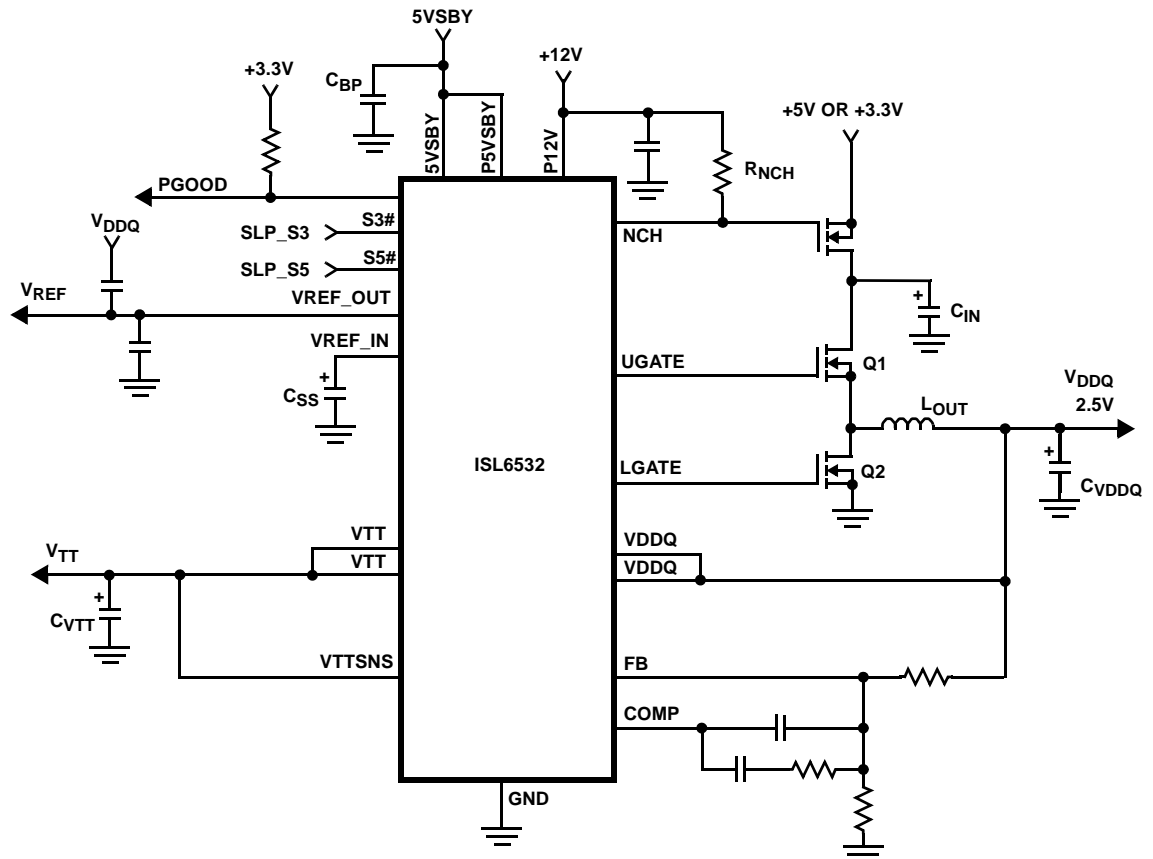 5VSBY
+3.3V
CBP
+12V
+5V OR +3.3V
5VSBY
P5VSBY
P12V
RNCH
PGOOD
NCH
SLP_S3
S3#
SLP_S5
S5#
VDDQ
VREF
VREF_OUT
CIN
VREF_IN
CSS
UGATE
Q1
LOUT
VDDQ
2.5V
ISL6532
LGATE
Q2
CVDDQ
VTT
VTT
VTT
VDDQ
VDDQ
CVTT
VTTSNS
FB
COMP
GND
+
+
+
+